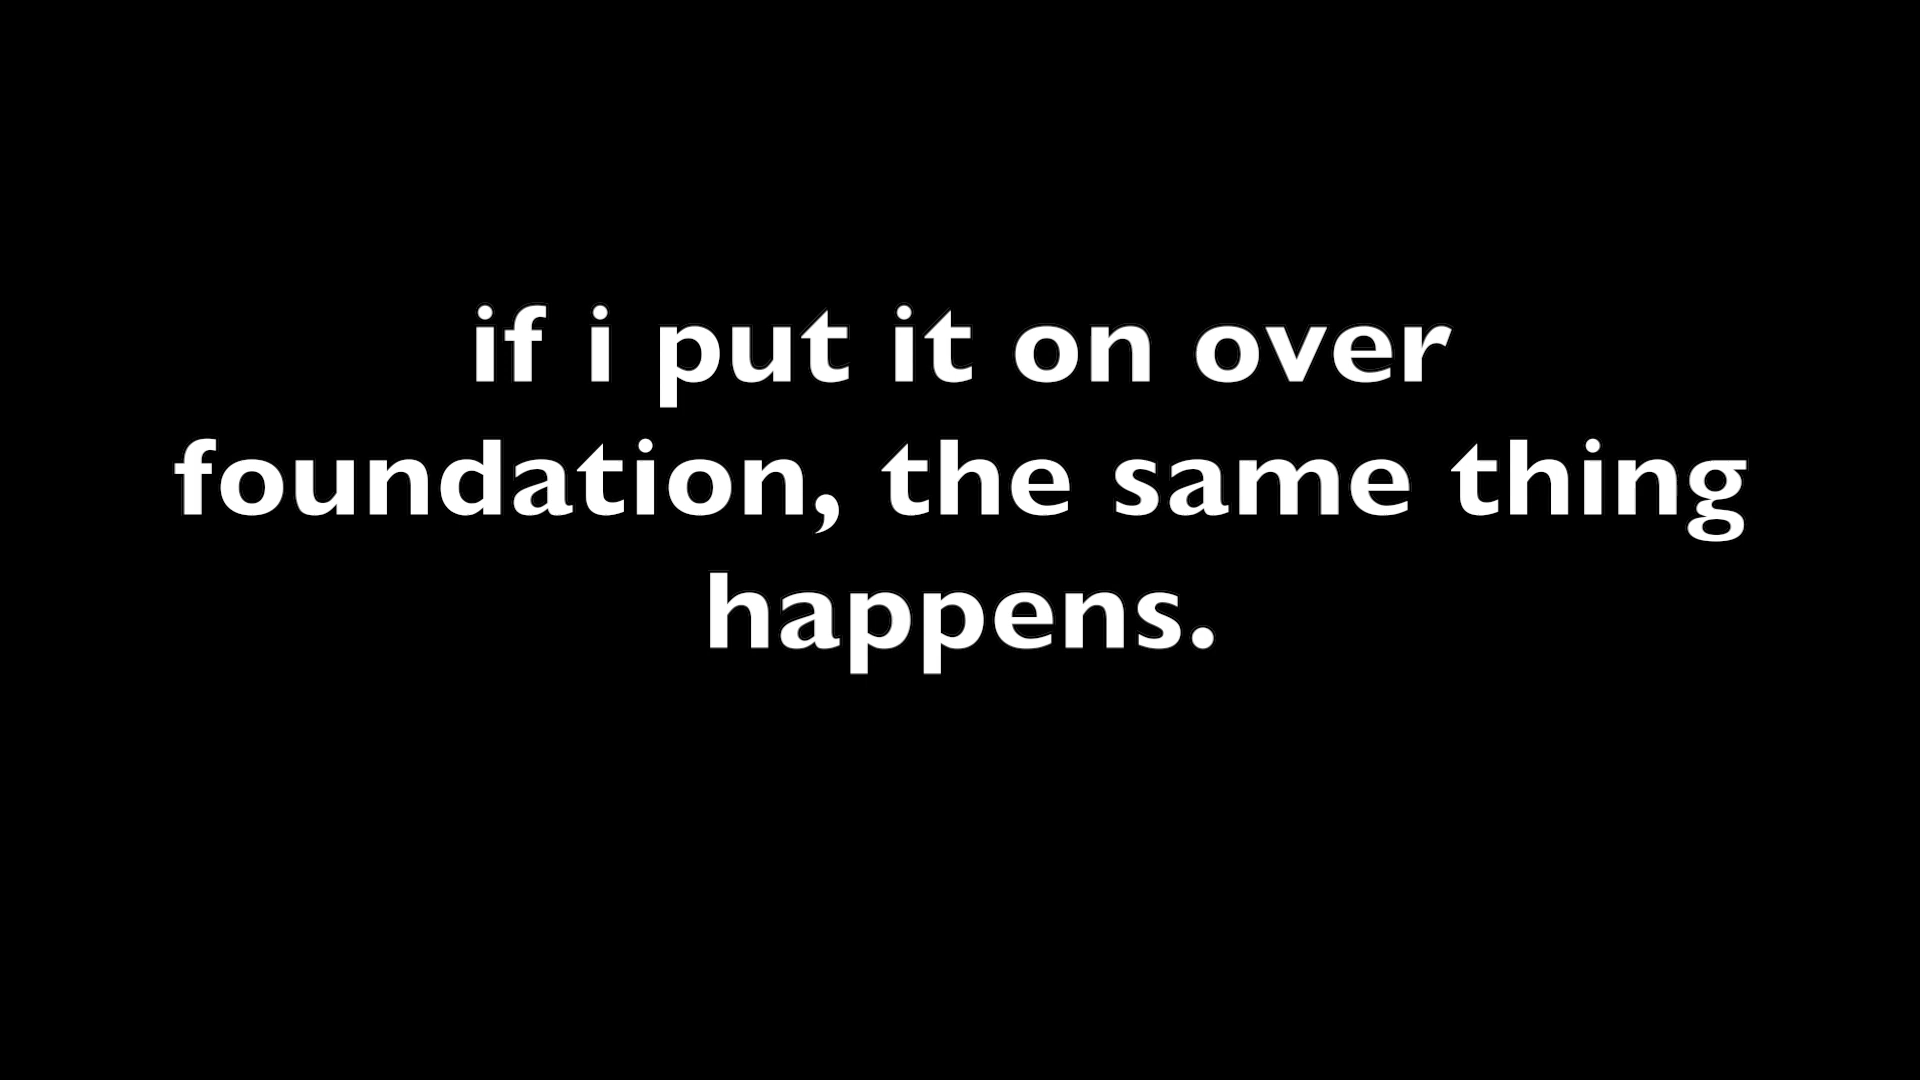 if i put it on over
foundation, the same thing
happens.